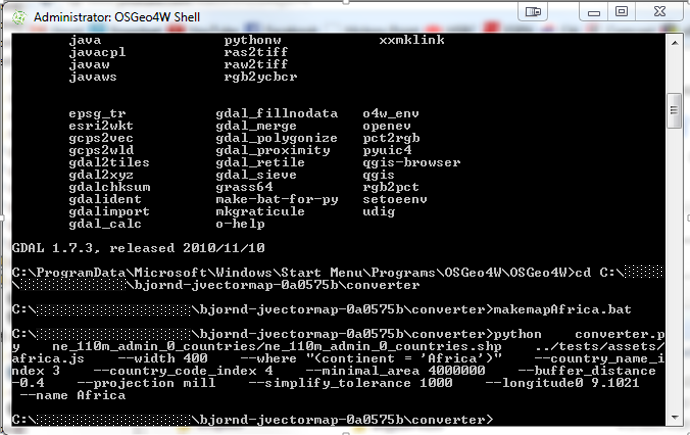 Administrator: OSGeo4W Shell
java pythonw xxmklink
javacpl ras2tiff
javaw raw2tiff
javaws rgb2ycbcr
epsg_tr gdal_fillnodata o4w_env
esri2wkt gdal_merge openev
gcps2vec gdal_polygonize pct2rgb
gcps2wld gdal_proximity pyuic4
gdal2tiles gdal_retile qgis-browser
gdal2xyz gdal_sieve qgis
gdalchksum grass64 rgb2pct
gdalident make-bat-for-py setoeenv
gdalimport mkgraticule udig
gdal_calc o-help
GDAL 1.7.3, released 2010/11/10
C:\ProgramData\Microsoft\Windows\Start Menu\Programs\OSGeo4W\OSGeo4W>cd C:\
\bjornd-jvectormap-0a0575b\converter
C:\ \bjornd-jvectormap-0a0575b\converter>makemapAfrica.bat
C:\ \bjornd-jvectormap-0a0575b\converter>python converter.p
y ne_110m_admin_0_countries/ne_110m_admin_0_countries.shp ../tests/assets/
africa.js --width 400 --where "(continent = 'Africa')" --country_name_i
ndex 3 --country_code_index 4 --minimal_area 4000000 --buffer_distance
-0.4 --projection mill --simplify_tolerance 1000 --longitude0 9.1021
--name Africa
C:\ \bjornd-jvectormap-0a0575b\converter>